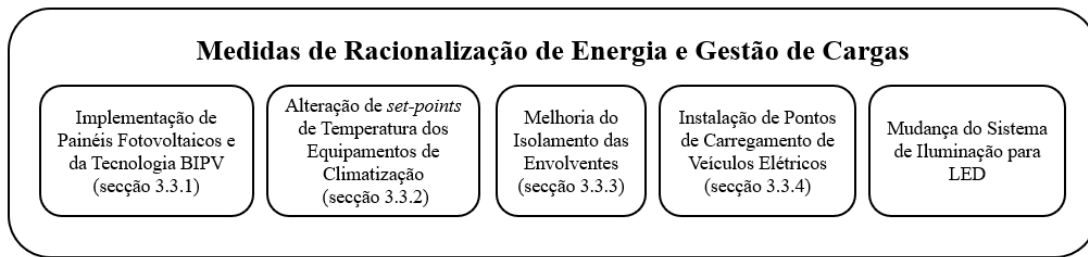 Medidas de Racionalização de Energia e Gestão de Cargas
Implementação de
Painéis Fotovoltaicos e
da Tecnologia BIPV
(secção 3.3.1)
Alteração de set-points
de Temperatura dos
Equipamentos de
Climatização
(secção 3.3.2)
Melhoria do
Isolamento das
Envolventes
(secção 3.3.3)
Instalação de Pontos
de Carregamento de
Veículos Elétricos
(secção 3.3.4)
Mudança do Sistema
de Iluminação para
LED